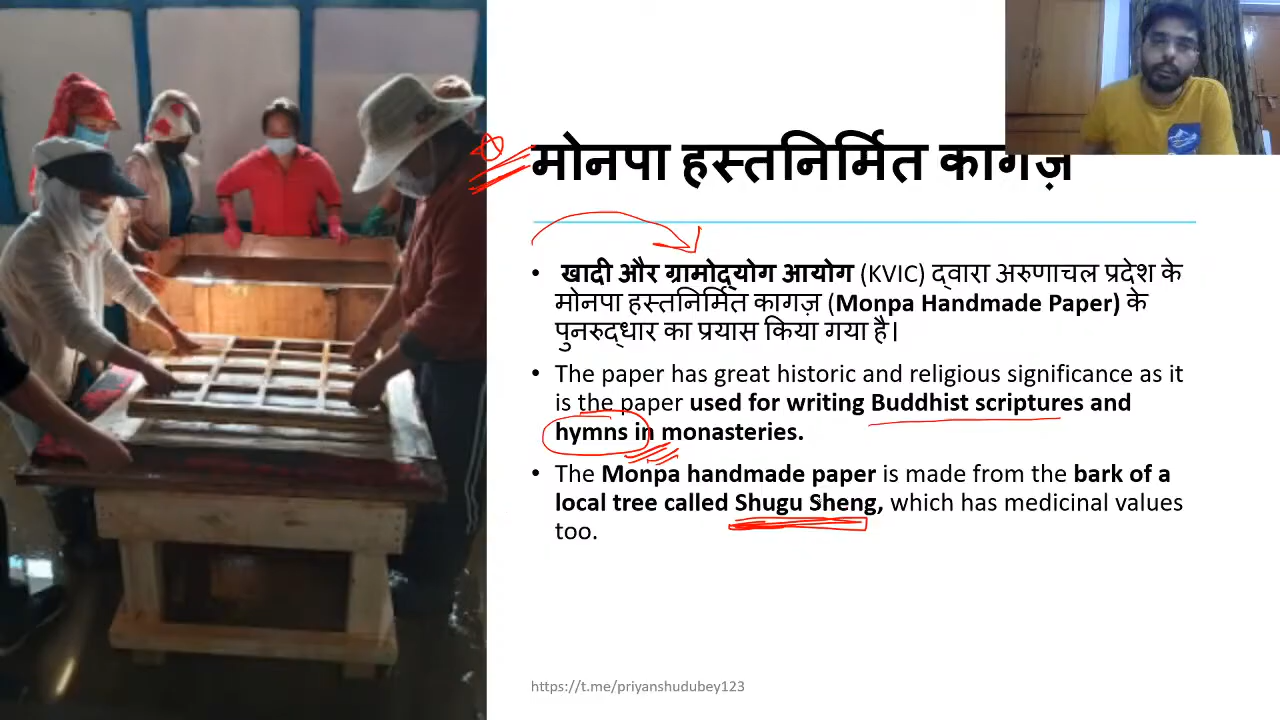 मोनपा हस्तनिर्मित कागज़
• खादी और ग्रामोद्योग आयोग (KVIC) द्वारा अरुणाचल प्रदेश के
मोनपा हस्तनिर्मित कागज़ (Monpa Handmade Paper) के
पुनरुद्धार का प्रयास किया गया है।
• The paper has great historic and religious significance as it
is the paper used for writing Buddhist scriptures and
hymns in monasteries.
• The Monpa handmade paper is made from the bark of a
local tree called Shugu Sheng, which has medicinal values
too.
https://t.me/priyanshudubey123